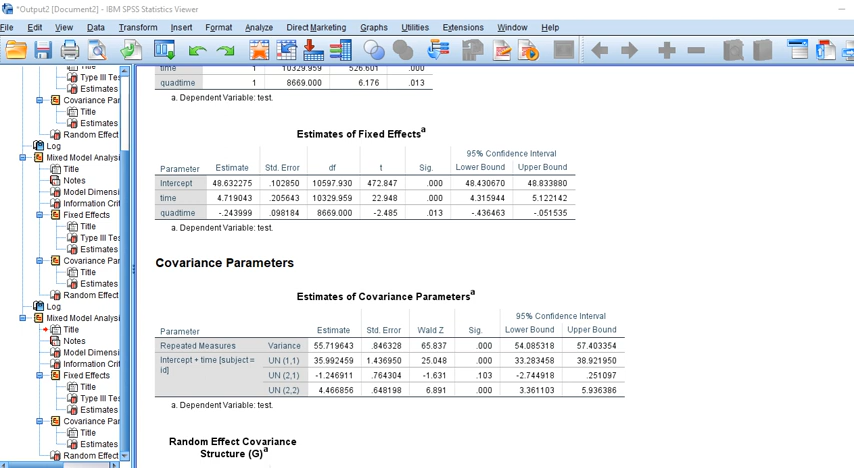 *Output2 [Document2] - IBM SPSS Statistics Viewer
File Edit View Data Transform Insert Format Analyze Direct Marketing Graphs Utilities Extensions Window Help
Title
Type III Tes
Estimates
Covariance Par
Title
Estimates
Random Effect
Log
Mixed Model Analysi
Title
Notes
Model Dimensi
Information Crit
Fixed Effects
Title
Type III Tes
Estimates
Covariance Par
Title
Estimates
Random Effect
Log
Mixed Model Analysi
Title
Notes
Model Dimensi
Information Crit
Fixed Effects
Title
Type III Tes
Estimates
Covariance Par
Title
Estimates
Random Effect
time 1 10329.959 526.601 .000
quadtime 1 8669.000 6.176 .013
a. Dependent Variable: test.
Estimates of Fixed Effects a
95% Confidence Interval
Parameter Estimate Std. Error df t Sig. Lower Bound Upper Bound
Intercept 48.632275 .102850 10597.930 472.847 .000 48.430670 48.833880
time 4.719043 .205643 10329.959 22.948 .000 4.315944 5.122142
quadtime -.243999 .098184 8669.000 -2.485 .013 -.436463 -.051535
a. Dependent Variable: test.
Covariance Parameters
Estimates of Covariance Parameters a
95% Confidence Interval
Parameter Estimate Std. Error Wald Z Sig. Lower Bound Upper Bound
Repeated Measures Variance 55.719643 .846328 65.837 .000 54.085318 57.403354
Intercept + time [subject = UN (1,1) 35.992459 1.436950 25.048 .000 33.283458 38.921950
id]
UN (2,1) -1.246911 .764304 -1.631 .103 -2.744918 .251097
UN (2,2) 4.466856 .648198 6.891 .000 3.361103 5.936386
a. Dependent Variable: test.
Random Effect Covariance
Structure (G) a